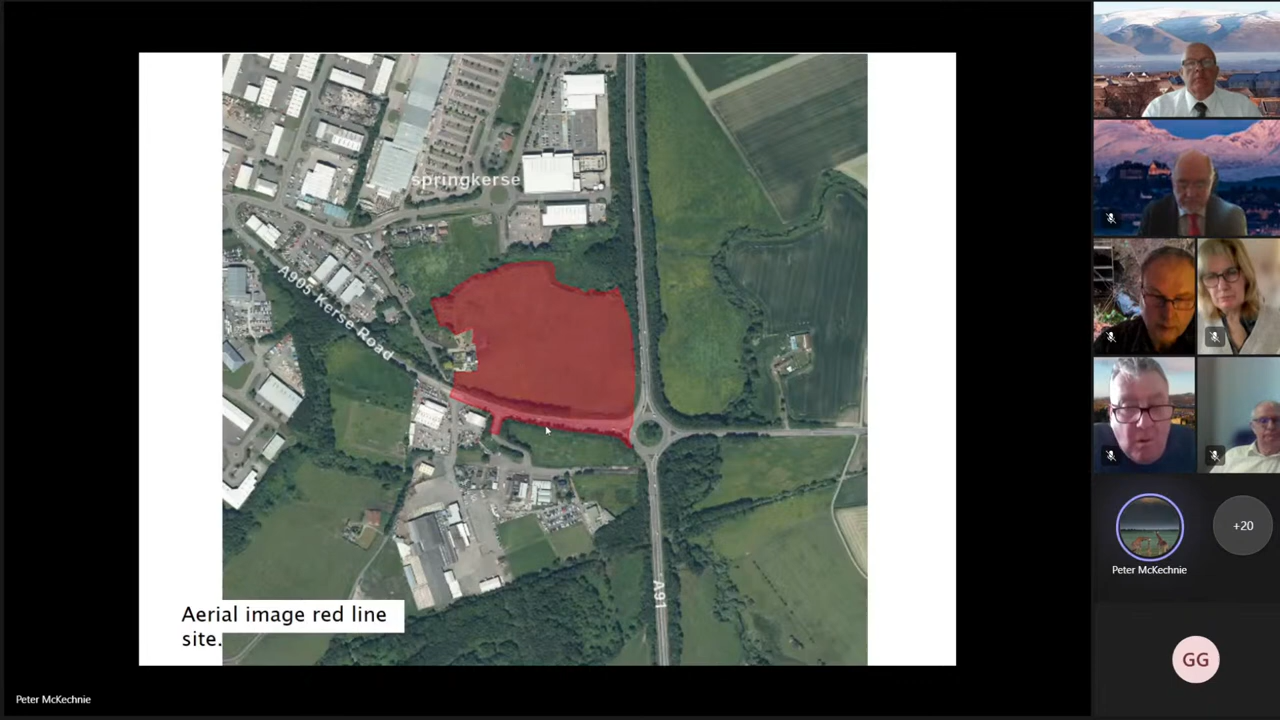 springkerse
A905 Kerse Road
A91
Aerial image red line
site.
Peter McKechnie
+20
Peter McKechnie
GG